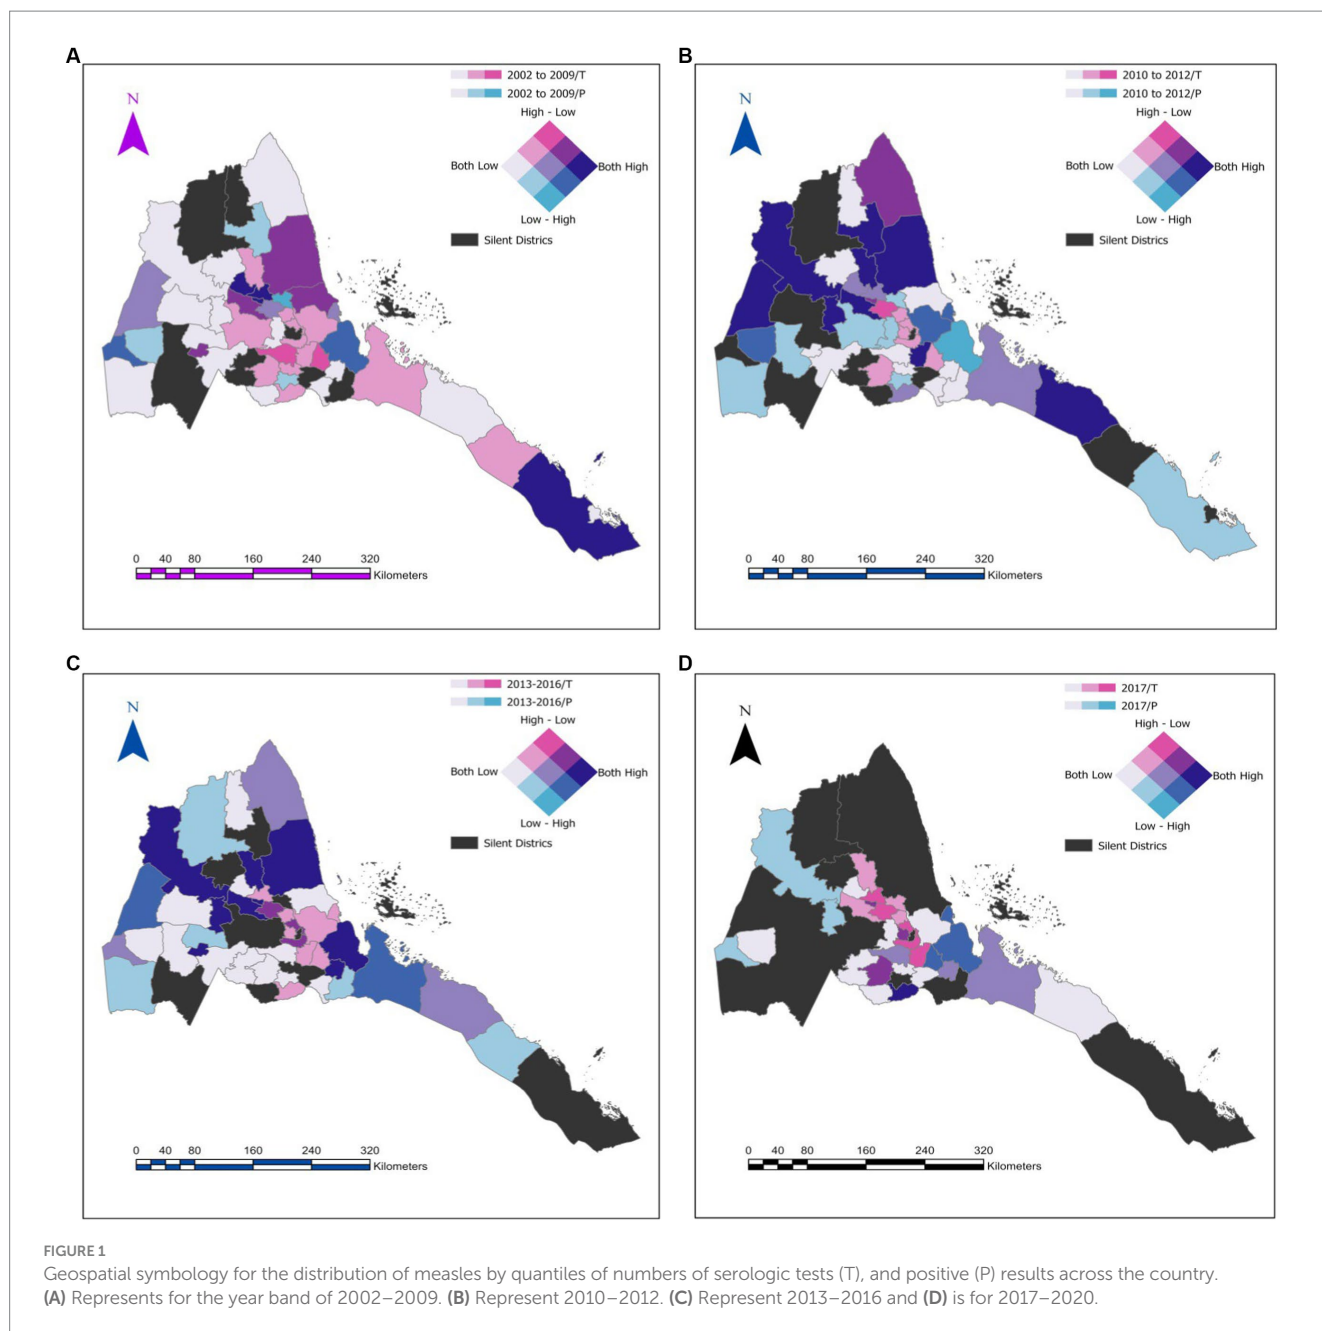 A
N
2002 to 2009/T
2002 to 2009/P
High - Low
Both Low
Both High
Low - High
Silent Districs
0 40 80 160 240 320
Kilometers
B
N
2010 to 2012/T
2010 to 2012/P
High - Low
Both Low
Both High
Low - High
Silent Districs
0 40 80 160 240 320
Kilometers
C
N
2013-2016/T
2013-2016/P
High - Low
Both Low
Both High
Low - High
Silent Districs
0 40 80 160 240 320
Kilometers
D
N
2017/T
2017/P
High - Low
Both Low
Both High
Low - High
Silent Districs
0 40 80 160 240 320
Kilometers
FIGURE 1
Geospatial symbology for the distribution of measles by quantiles of numbers of serologic tests (T), and positive (P) results across the country.
(A) Represents for the year band of 2002–2009. (B) Represent 2010–2012. (C) Represent 2013–2016 and (D) is for 2017–2020.